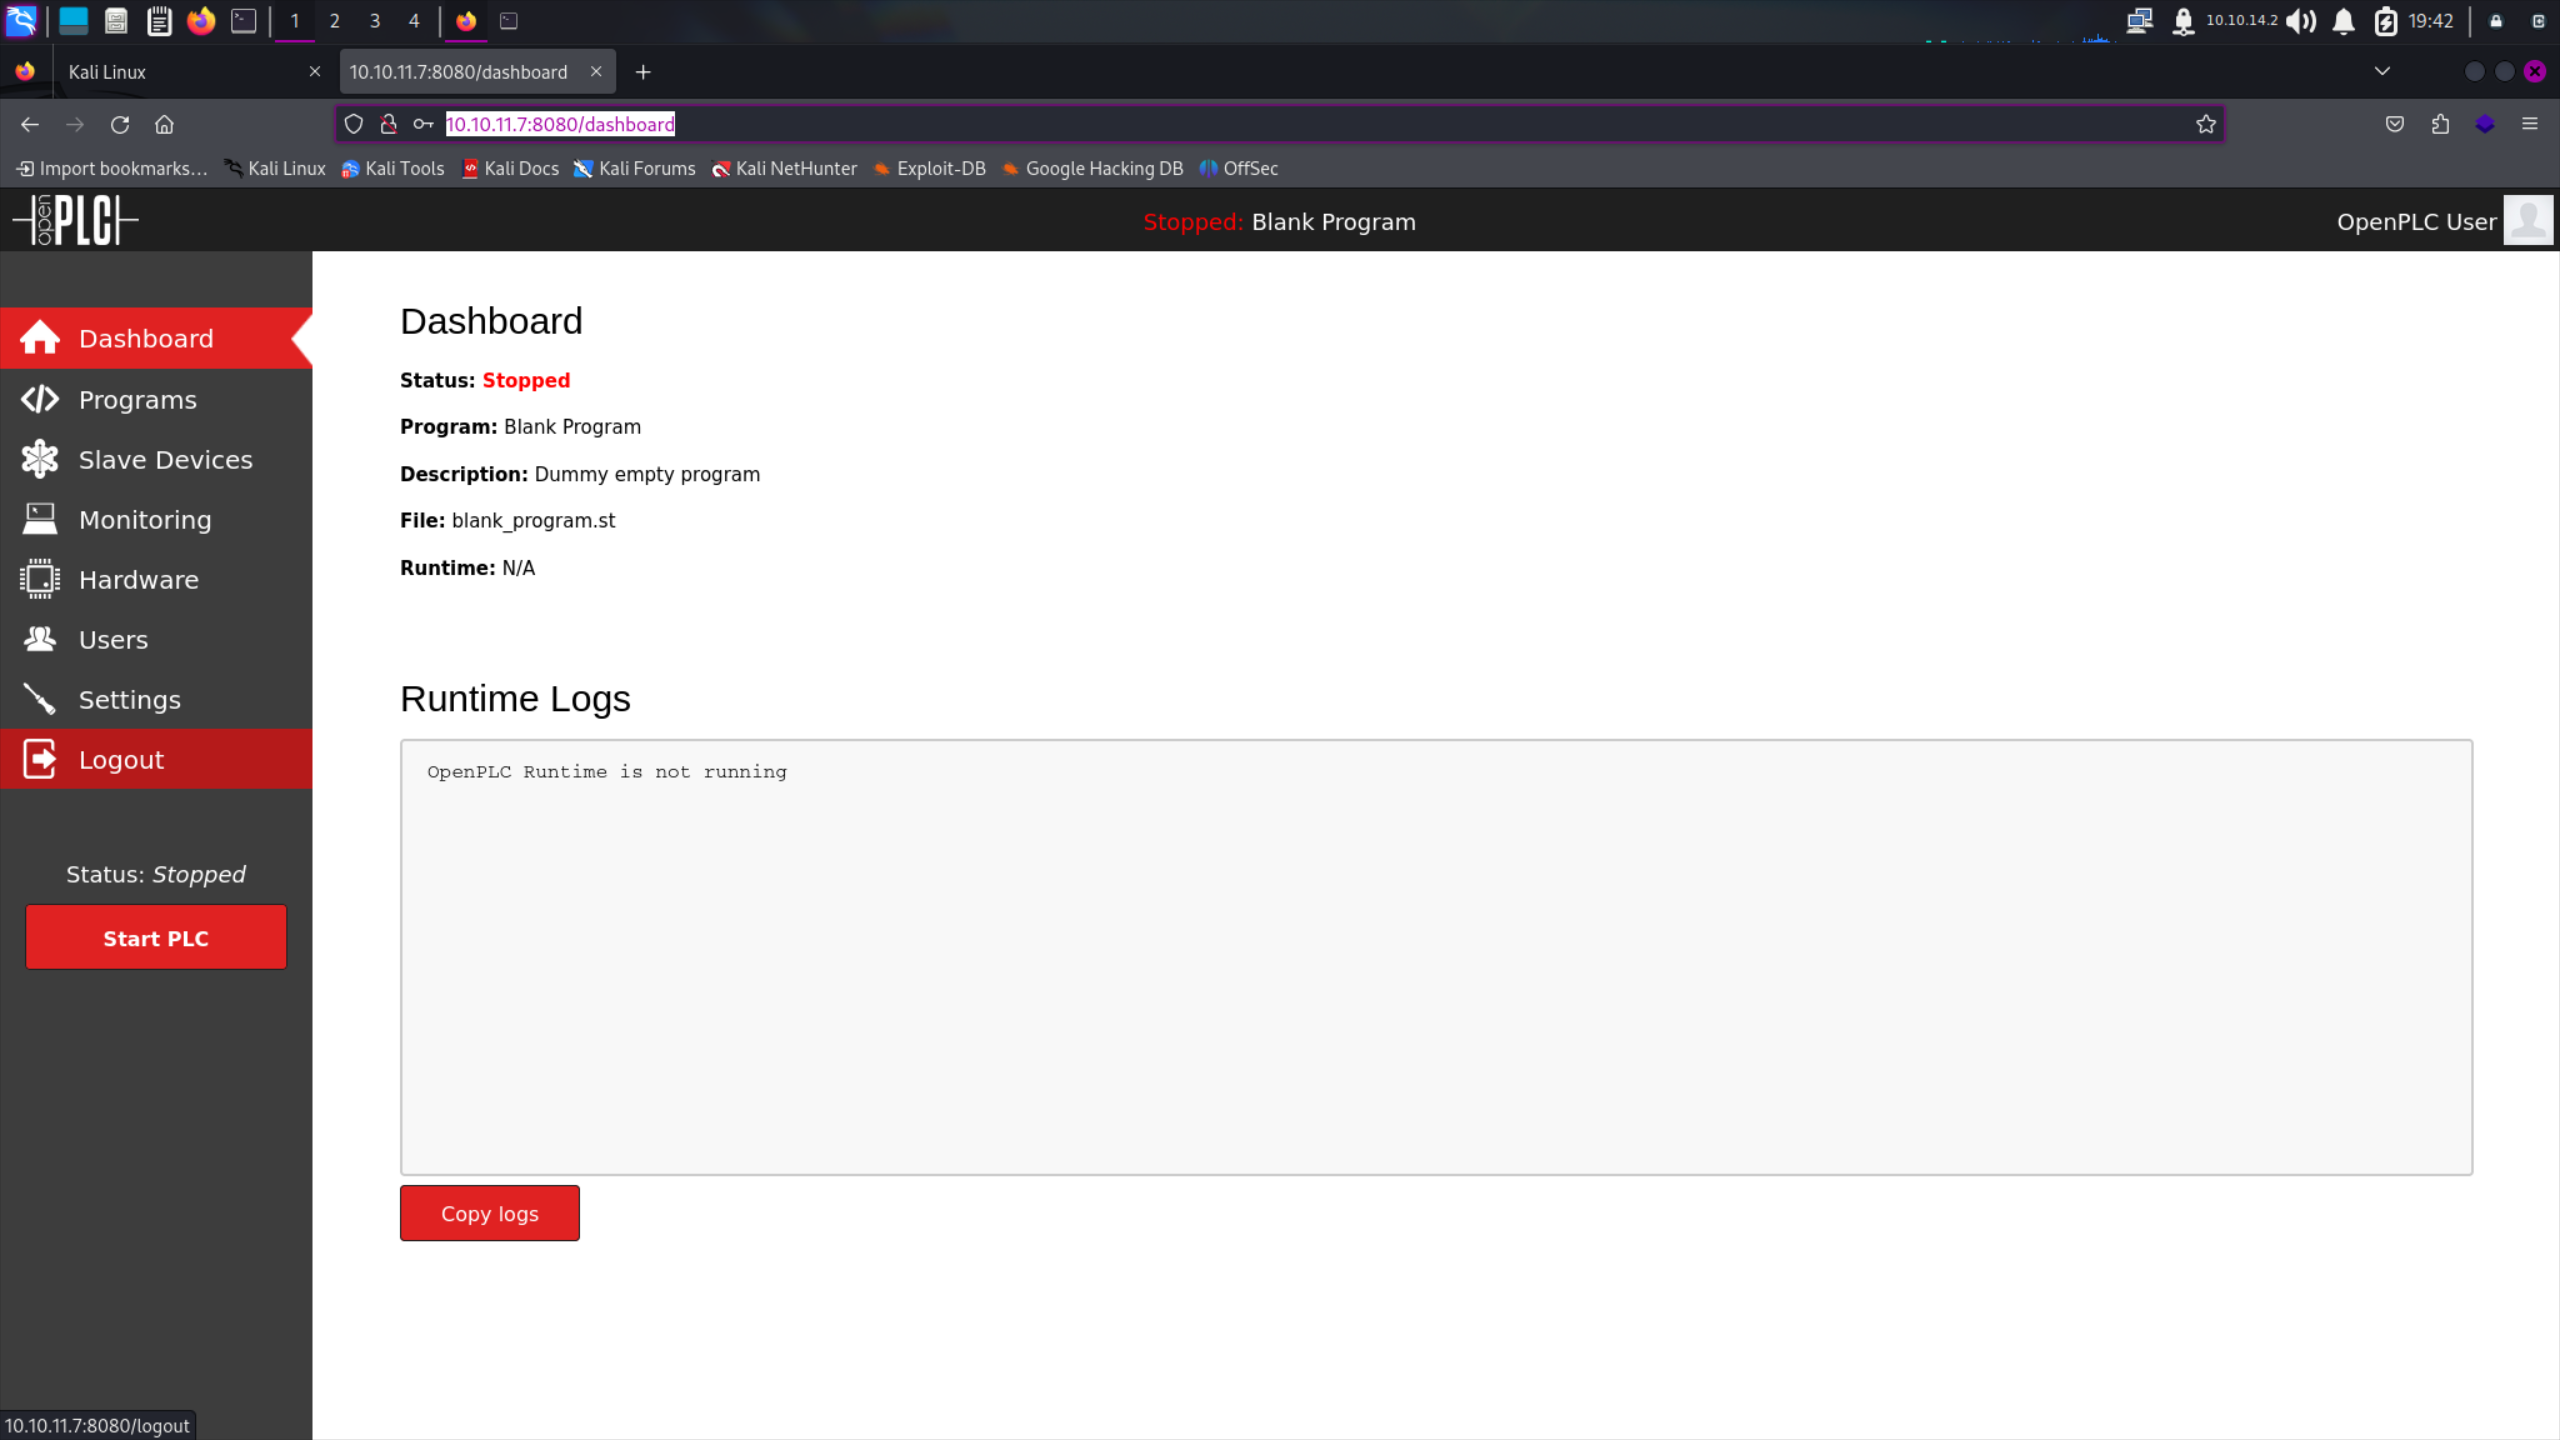 1 2 3 4 10.10.14.2 19:42
Kali Linux 10.10.11.7:8080/dashboard
10.10.11.7:8080/dashboard
Import bookmarks... Kali Linux Kali Tools Kali Docs Kali Forums Kali NetHunter Exploit-DB Google Hacking DB OffSec
open PLC Stopped: Blank Program OpenPLC User
Dashboard
Programs
Slave Devices
Monitoring
Hardware
Users
Settings
Logout
Status: Stopped
Start PLC
Dashboard
Status: Stopped
Program: Blank Program
Description: Dummy empty program
File: blank_program.st
Runtime: N/A
Runtime Logs
OpenPLC Runtime is not running
Copy logs
10.10.11.7:8080/logout